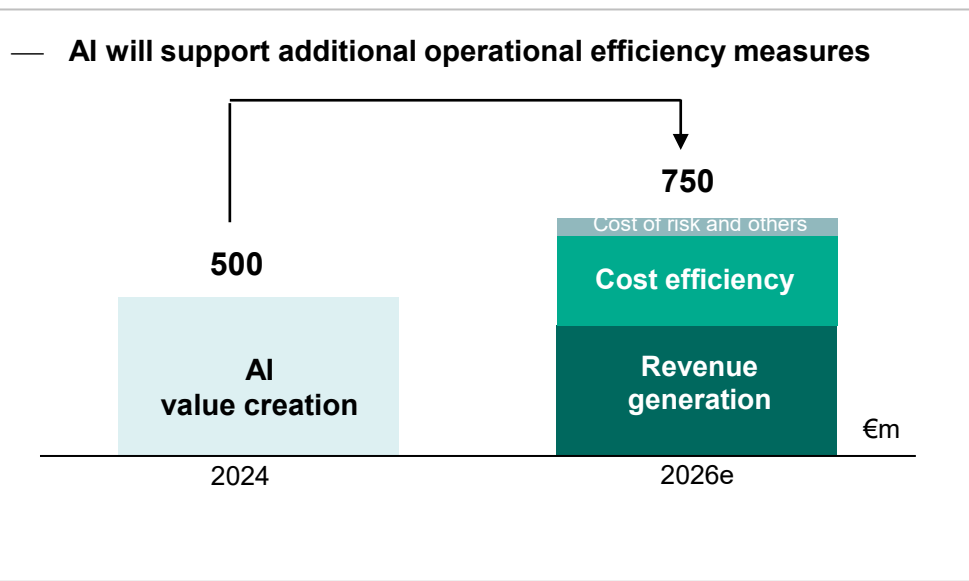 — AI will support additional operational efficiency measures
750
Cost of risk and others
500
Cost efficiency
AI
value creation
Revenue
generation
€m
2024
2026e